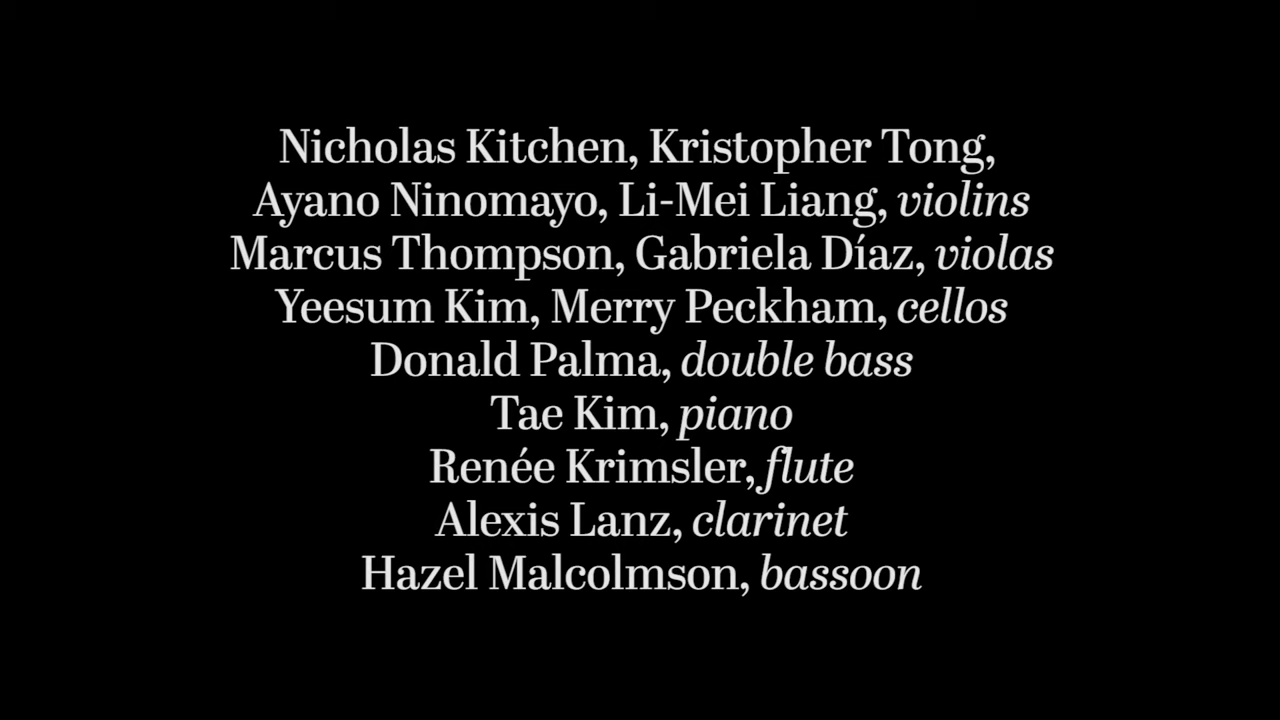 Nicholas Kitchen, Kristopher Tong,
Ayano Ninomayo, Li-Mei Liang, violins
Marcus Thompson, Gabriela Díaz, violas
Yeesum Kim, Merry Peckham, cellos
Donald Palma, double bass
Tae Kim, piano
Renée Krimsler, flute
Alexis Lanz, clarinet
Hazel Malcolmson, bassoon